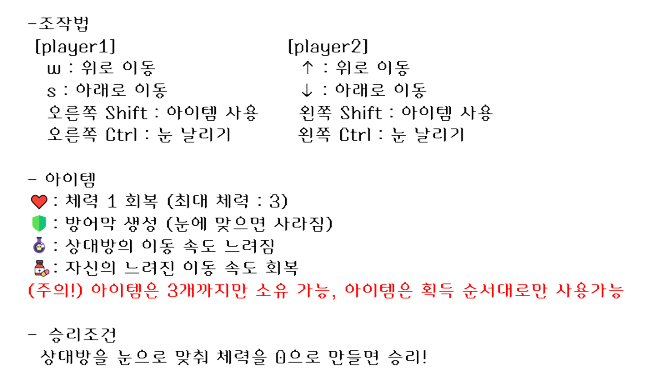 -조작법
[player1] [player2]
w : 위로 이동 ↑ : 위로 이동
s : 아래로 이동 ↓ : 아래로 이동
오른쪽 Shift : 아이템 사용 왼쪽 Shift : 아이템 사용
오른쪽 Ctrl : 눈 날리기 왼쪽 Ctrl : 눈 날리기
- 아이템
❤️ : 체력 1 회복 (최대 체력 : 3)
: 방어막 생성 (눈에 맞으면 사라짐)
: 상대방의 이동 속도 느려짐
: 자신의 느려진 이동 속도 회복
(주의!) 아이템은 3개까지만 소유 가능, 아이템은 획득 순서대로만 사용가능
- 승리조건
상대방을 눈으로 맞춰 체력을 0으로 만들면 승리!